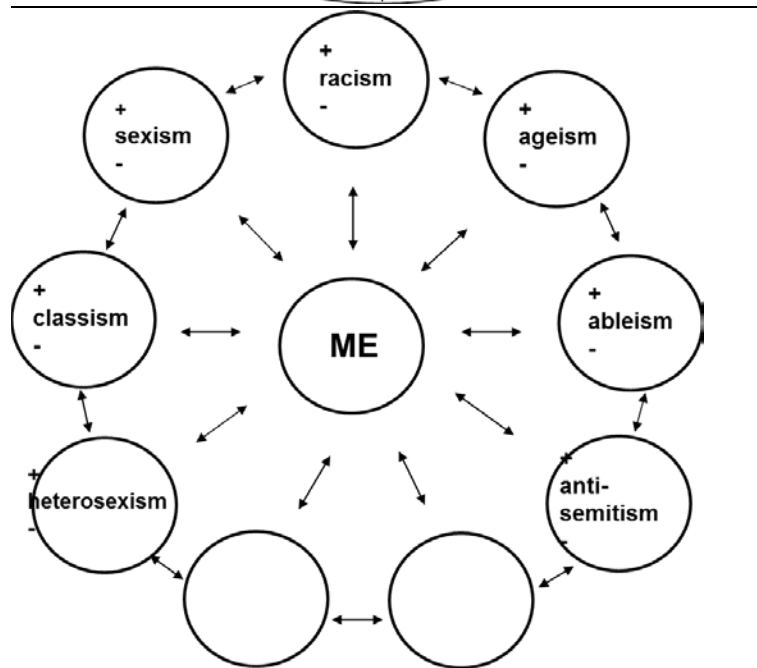 +
racism
-
+
sexism
-
+
ageism
-
+
classism
-
ME
+
ableism
-
+
heterosexism
-
+
anti-
semitism
-